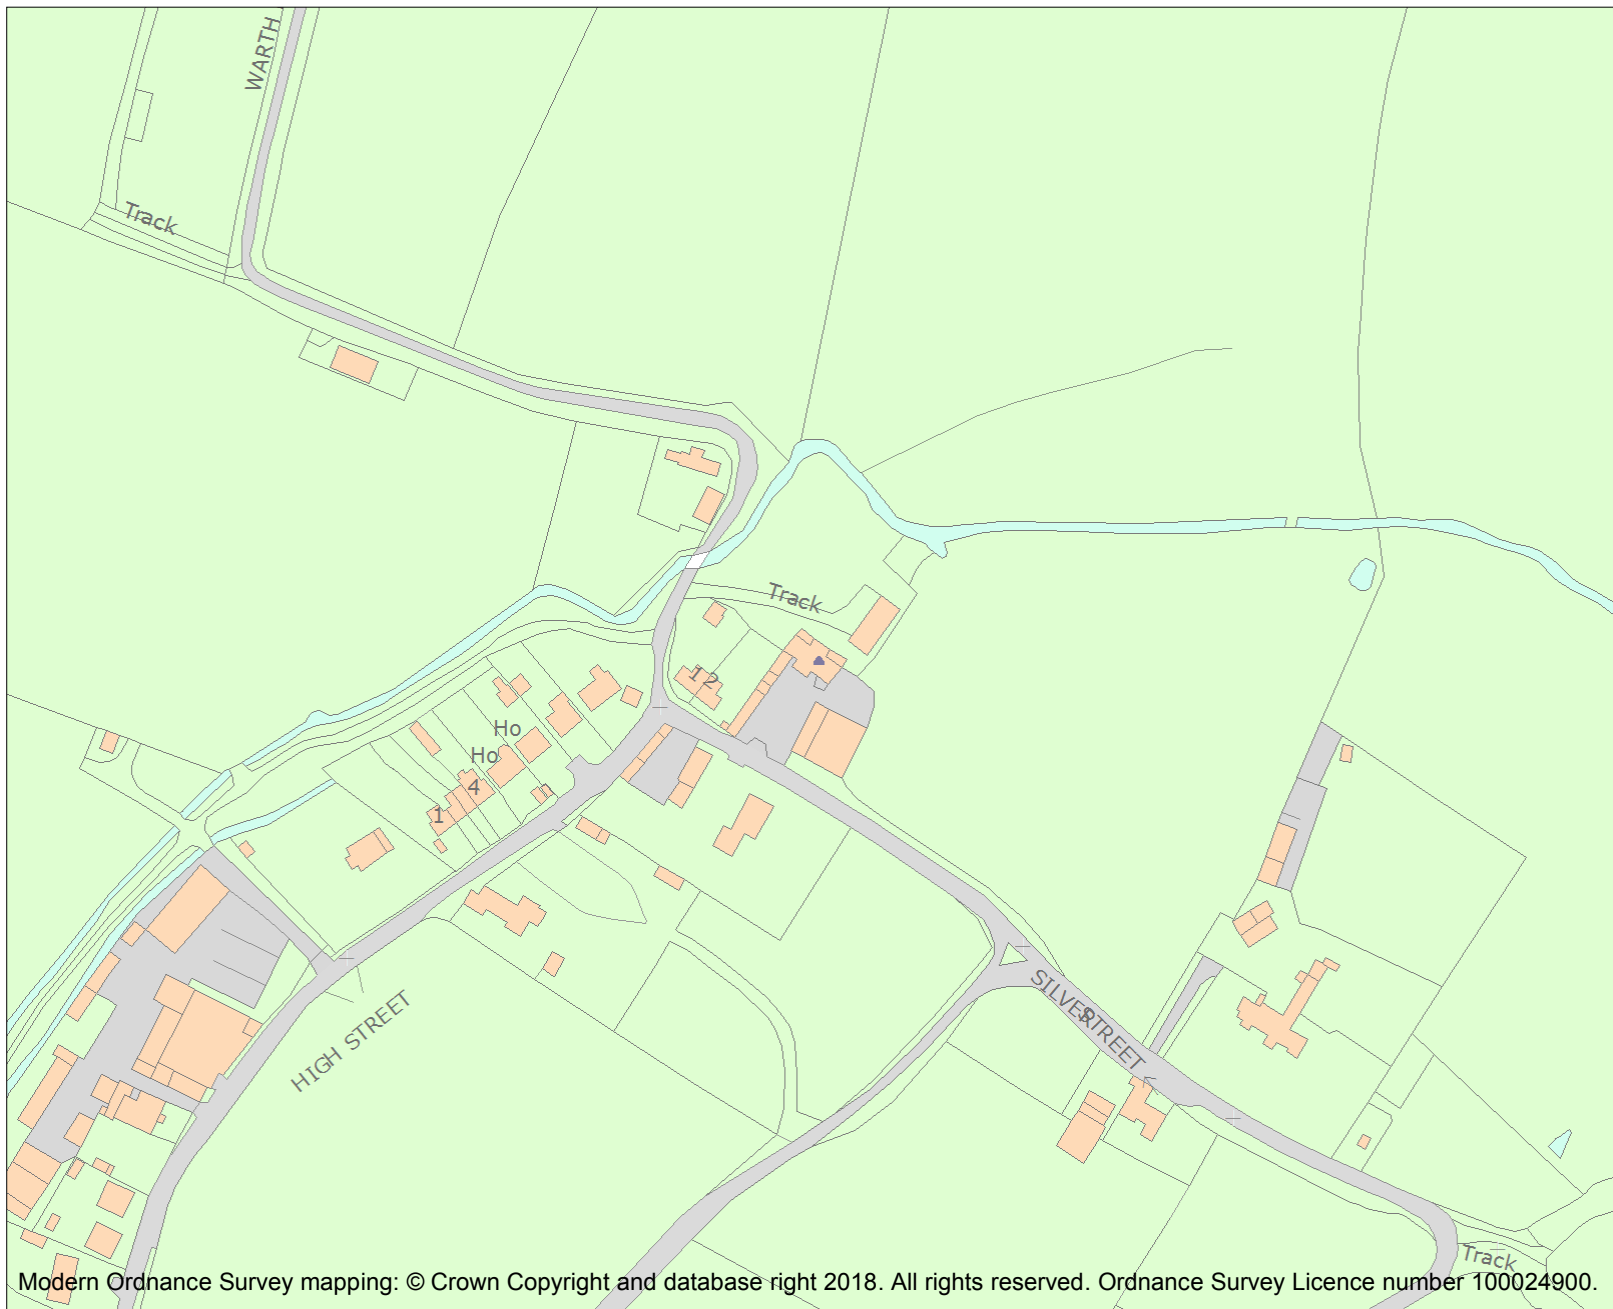 WARTH
Track
Track
1 2
Ho
Ho
4
1
SILVER STREET
HIGH STREET
Track
Modern Ordnance Survey mapping: © Crown Copyright and database right 2018. All rights reserved. Ordnance Survey Licence number 100024900.